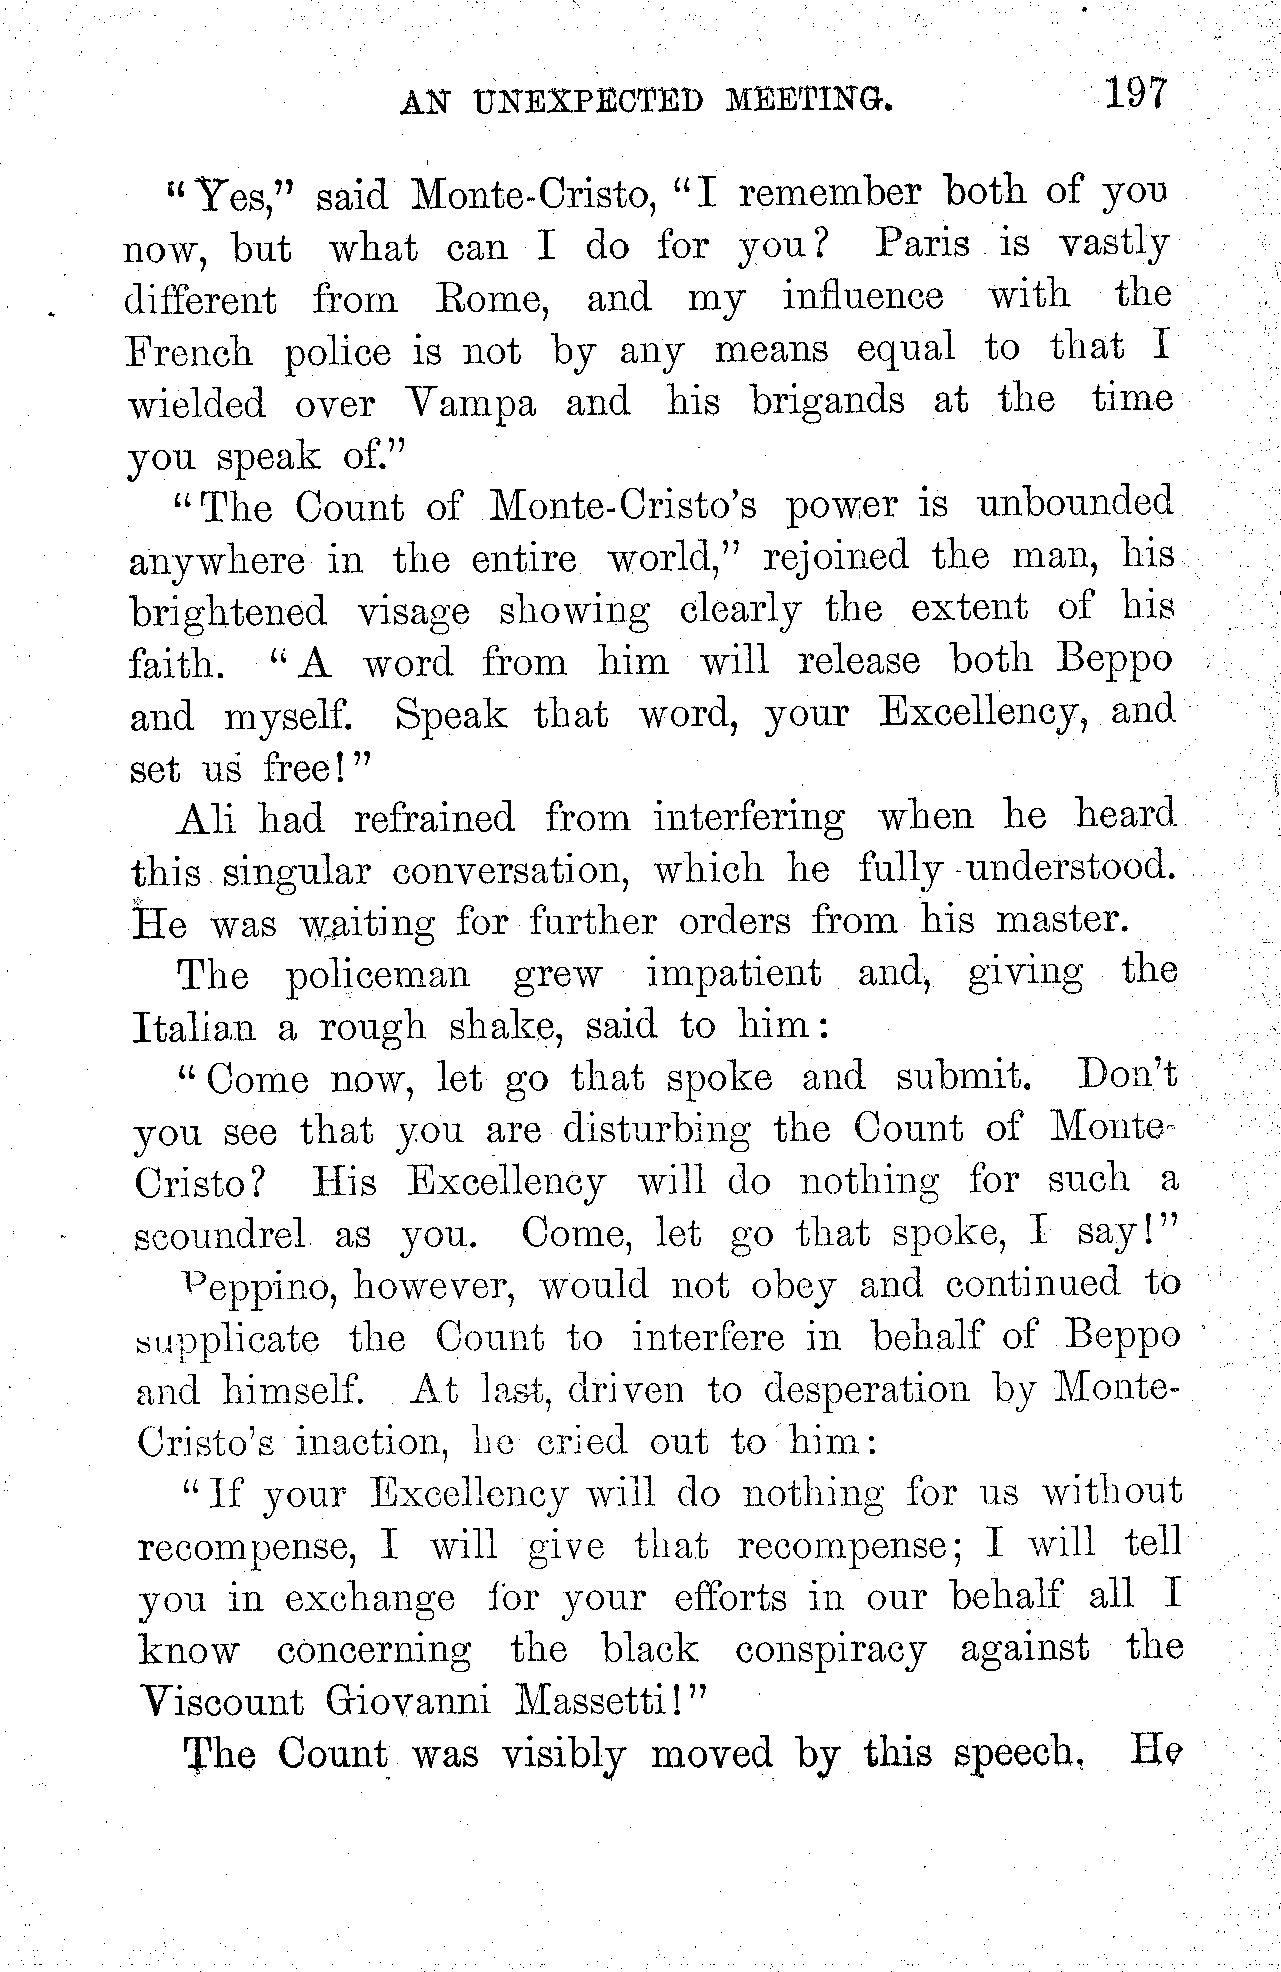 AN UNEXPECTED MEETING. 197
"Yes," said Monte-Cristo, "I remember both of you
now, but what can I do for you? Paris is vastly
different from Rome, and my influence with the
French police is not by any means equal to that I
wielded over Vampa and his brigands at the time
you speak of."
"The Count of Monte-Cristo's power is unbounded
anywhere in the entire world," rejoined the man, his
brightened visage showing clearly the extent of his
faith. "A word from him will release both Beppo
and myself. Speak that word, your Excellency, and
set us free!"
Ali had refrained from interfering when he heard
this singular conversation, which he fully understood.
He was waiting for further orders from his master.
The policeman grew impatient and, giving the
Italian a rough shake, said to him:
"Come now, let go that spoke and submit. Don't
you see that you are disturbing the Count of Monte-
Cristo? His Excellency will do nothing for such a
scoundrel as you. Come, let go that spoke, I say!"
Peppino, however, would not obey and continued to
supplicate the Count to interfere in behalf of Beppo
and himself. At last, driven to desperation by Monte-
Cristo's inaction, he cried out to him:
"If your Excellency will do nothing for us without
recompense, I will give that recompense; I will tell
you in exchange for your efforts in our behalf all I
know concerning the black conspiracy against the
Viscount Giovanni Massetti!"
The Count was visibly moved by this speech. He